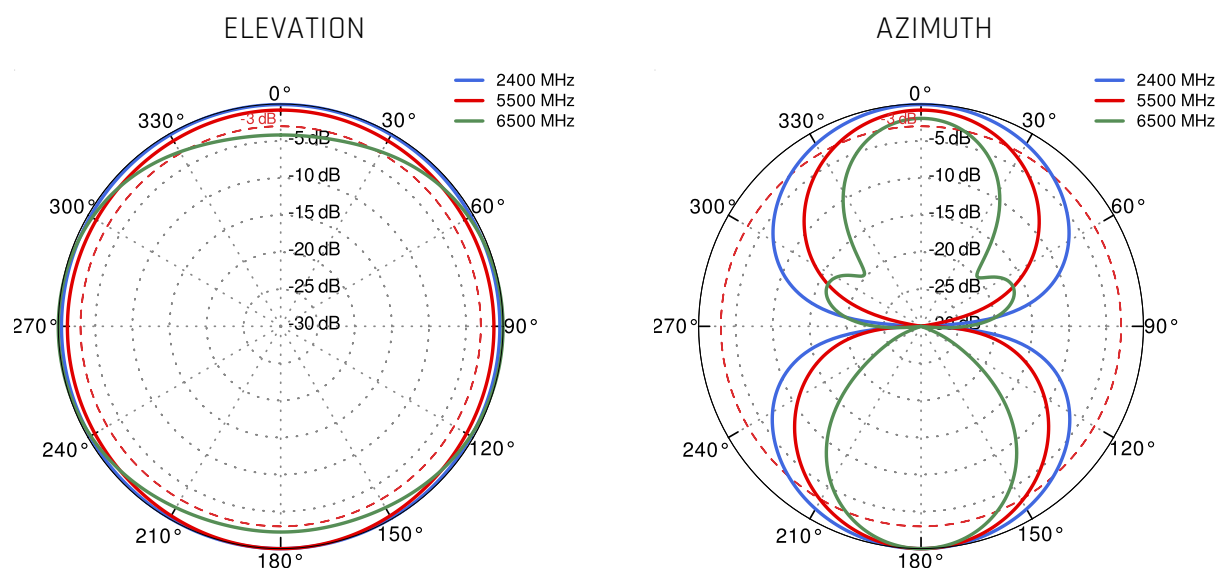 ELEVATION
2400 MHz
5500 MHz
6500 MHz
0°
330°
30°
-3 dB
-5 dB
-10 dB
300°
60°
-15 dB
-20 dB
-25 dB
-30 dB
270°
90°
240°
120°
210°
150°
180°
AZIMUTH
2400 MHz
5500 MHz
6500 MHz
0°
330°
30°
-3 dB
-5 dB
-10 dB
300°
60°
-15 dB
-20 dB
-25 dB
-30 dB
270°
90°
240°
120°
210°
150°
180°